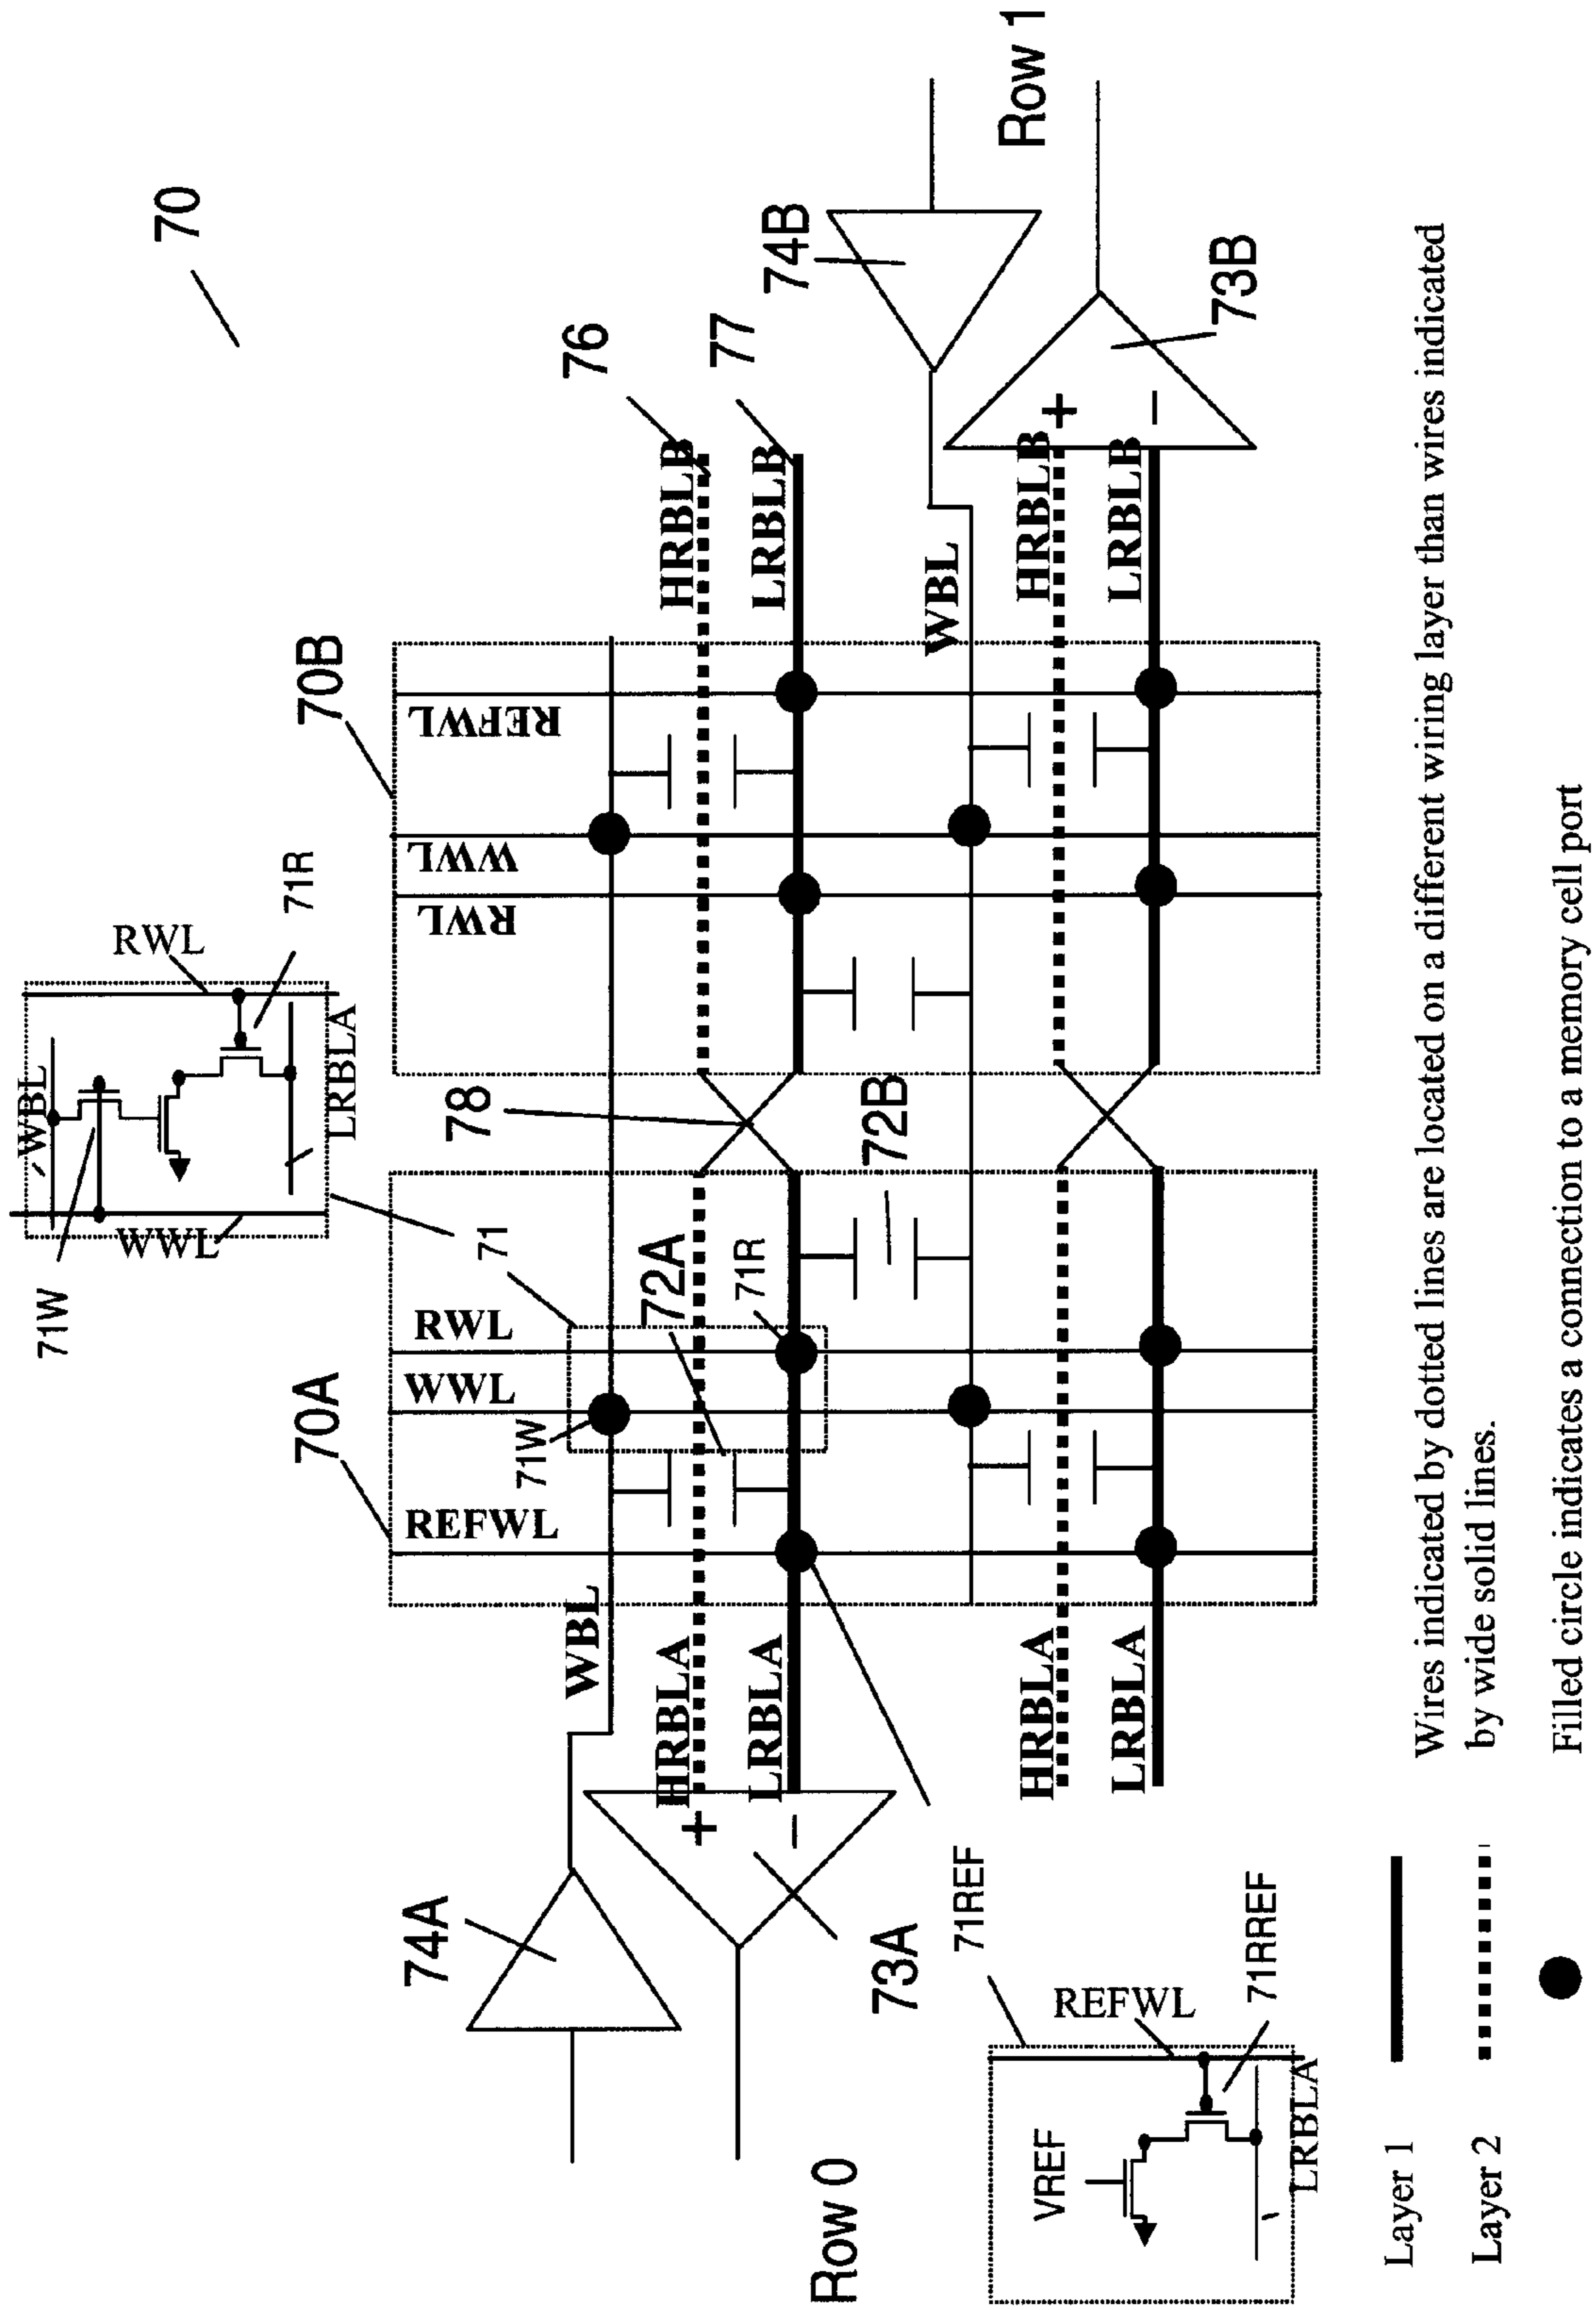 70
RWL
71R
WBL
LRBLA
WWL
71W
71
70A
70B
RWL
WWL
REFWL
71W
72A
71R
78
72B
REFWL
WWL
RWL
76
77
HRBLB
LRBLB
WBL
HRBLB
LRBLB
74B
73B
+
–
Row 1
74A
WBL
HRBLA
LRBLA
+
–
73A
Row 0
HRBLA
LRBLA
71REF
REFWL
71RREF
VREF
LRBLA
Layer 1
Layer 2
Wires indicated by dotted lines are located on a different wiring layer than wires indicated
by wide solid lines.
Filled circle indicates a connection to a memory cell port